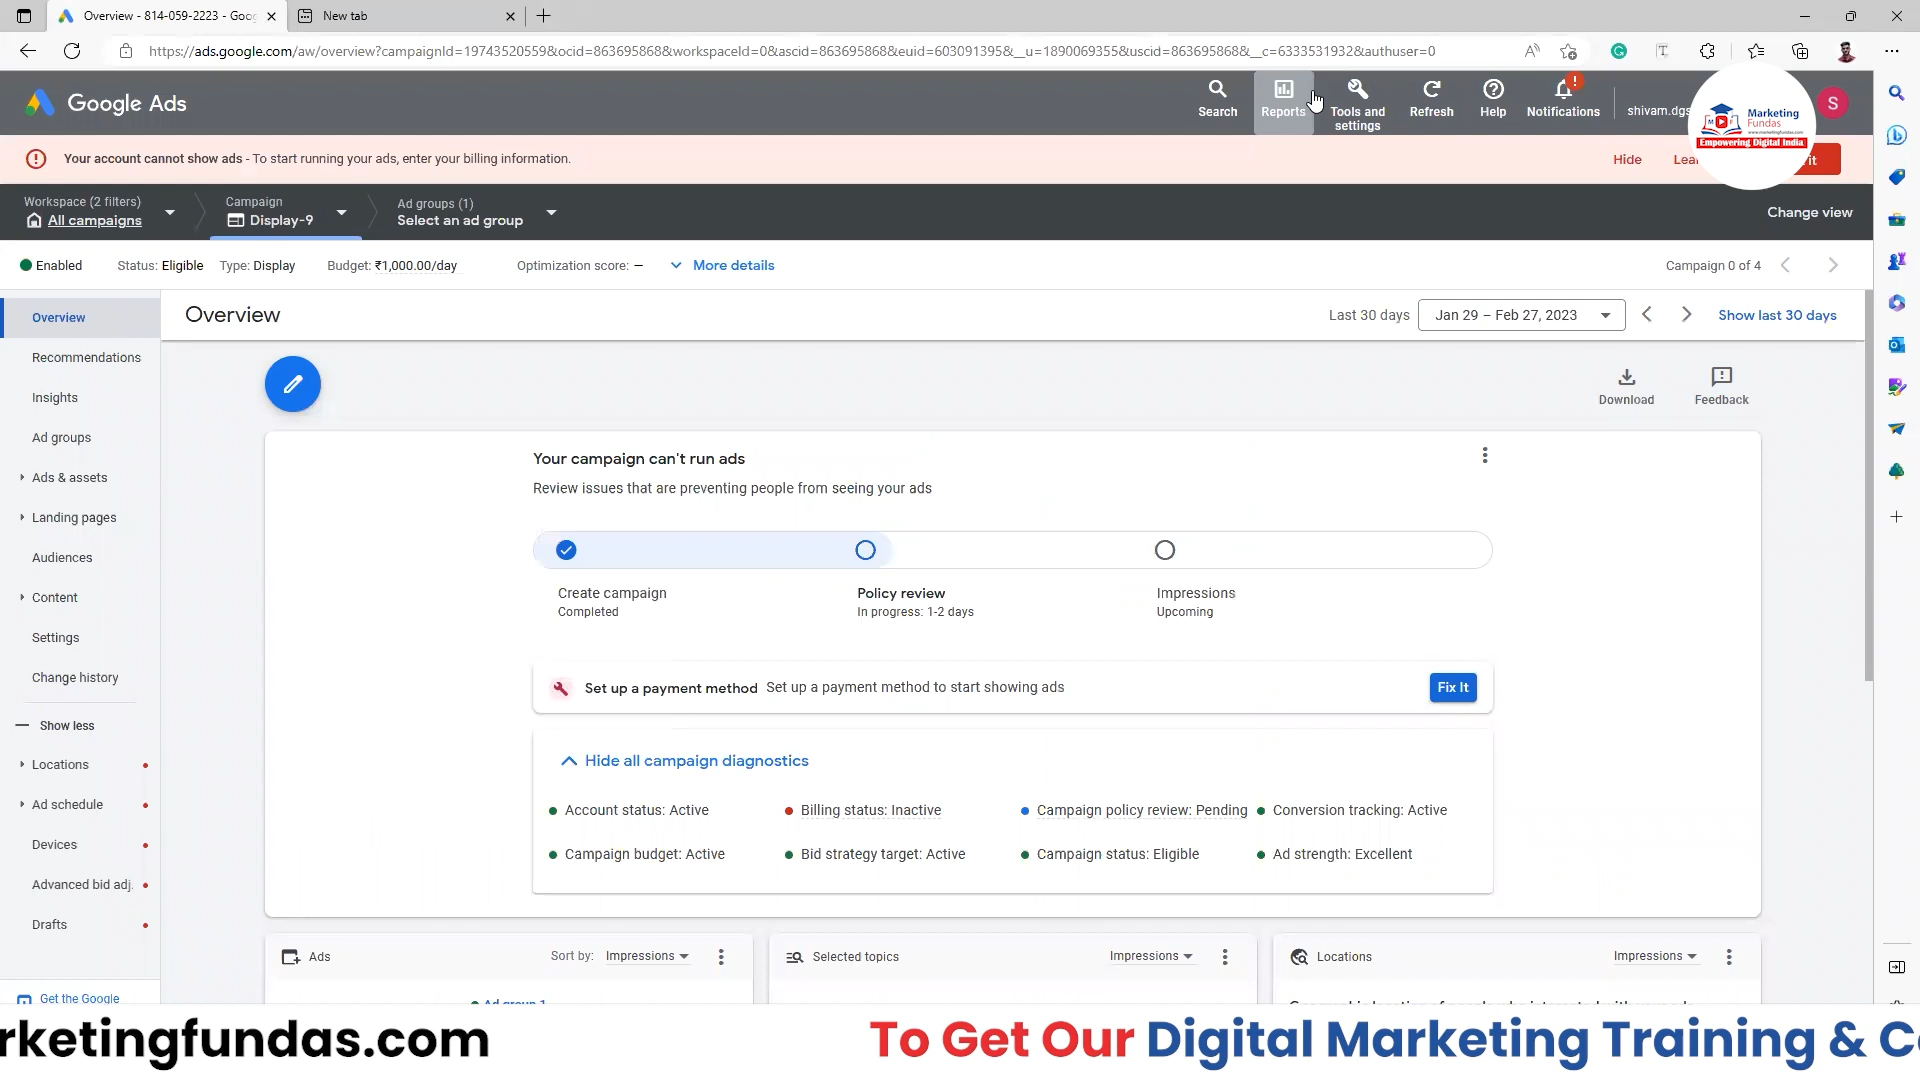 Overview - 814-059-2223 - Goog
New tab
https://ads.google.com/aw/overview?campaignId=19743520559&ocid=863695868&workspaceId=0&ascid=863695868&euid=6030913395&__u=1890069355&uscid=863695868&__c=6333531932&authuser=0
Google Ads
Search
Reports
Tools and
settings
Refresh
Help
Notifications
shivam.dgs
S
Marketing
Fundas
www.marketingfundas.com
Empowering Digital India
Your account cannot show ads - To start running your ads, enter your billing information.
Hide
Lea
it
Workspace (2 filters)
All campaigns
Campaign
Display-9
Ad groups (1)
Select an ad group
Change view
Enabled
Status: Eligible
Type: Display
Budget: ₹1,000.00/day
Optimization score: –
More details
Campaign 0 of 4
Overview
Recommendations
Insights
Ad groups
Ads & assets
Landing pages
Audiences
Content
Settings
Change history
Show less
Locations
Ad schedule
Devices
Advanced bid adj.
Drafts
Get the Google
Overview
Last 30 days
Jan 29 – Feb 27, 2023
Show last 30 days
Download
Feedback
Your campaign can't run ads
Review issues that are preventing people from seeing your ads
Create campaign
Completed
Policy review
In progress: 1-2 days
Impressions
Upcoming
Set up a payment method Set up a payment method to start showing ads
Fix It
Hide all campaign diagnostics
Account status: Active
Billing status: Inactive
Campaign policy review: Pending
Conversion tracking: Active
Campaign budget: Active
Bid strategy target: Active
Campaign status: Eligible
Ad strength: Excellent
Ads
Sort by: Impressions
Selected topics
Impressions
Locations
Impressions
Ad group 1
rketingfundas.com
To Get Our Digital Marketing Training & C